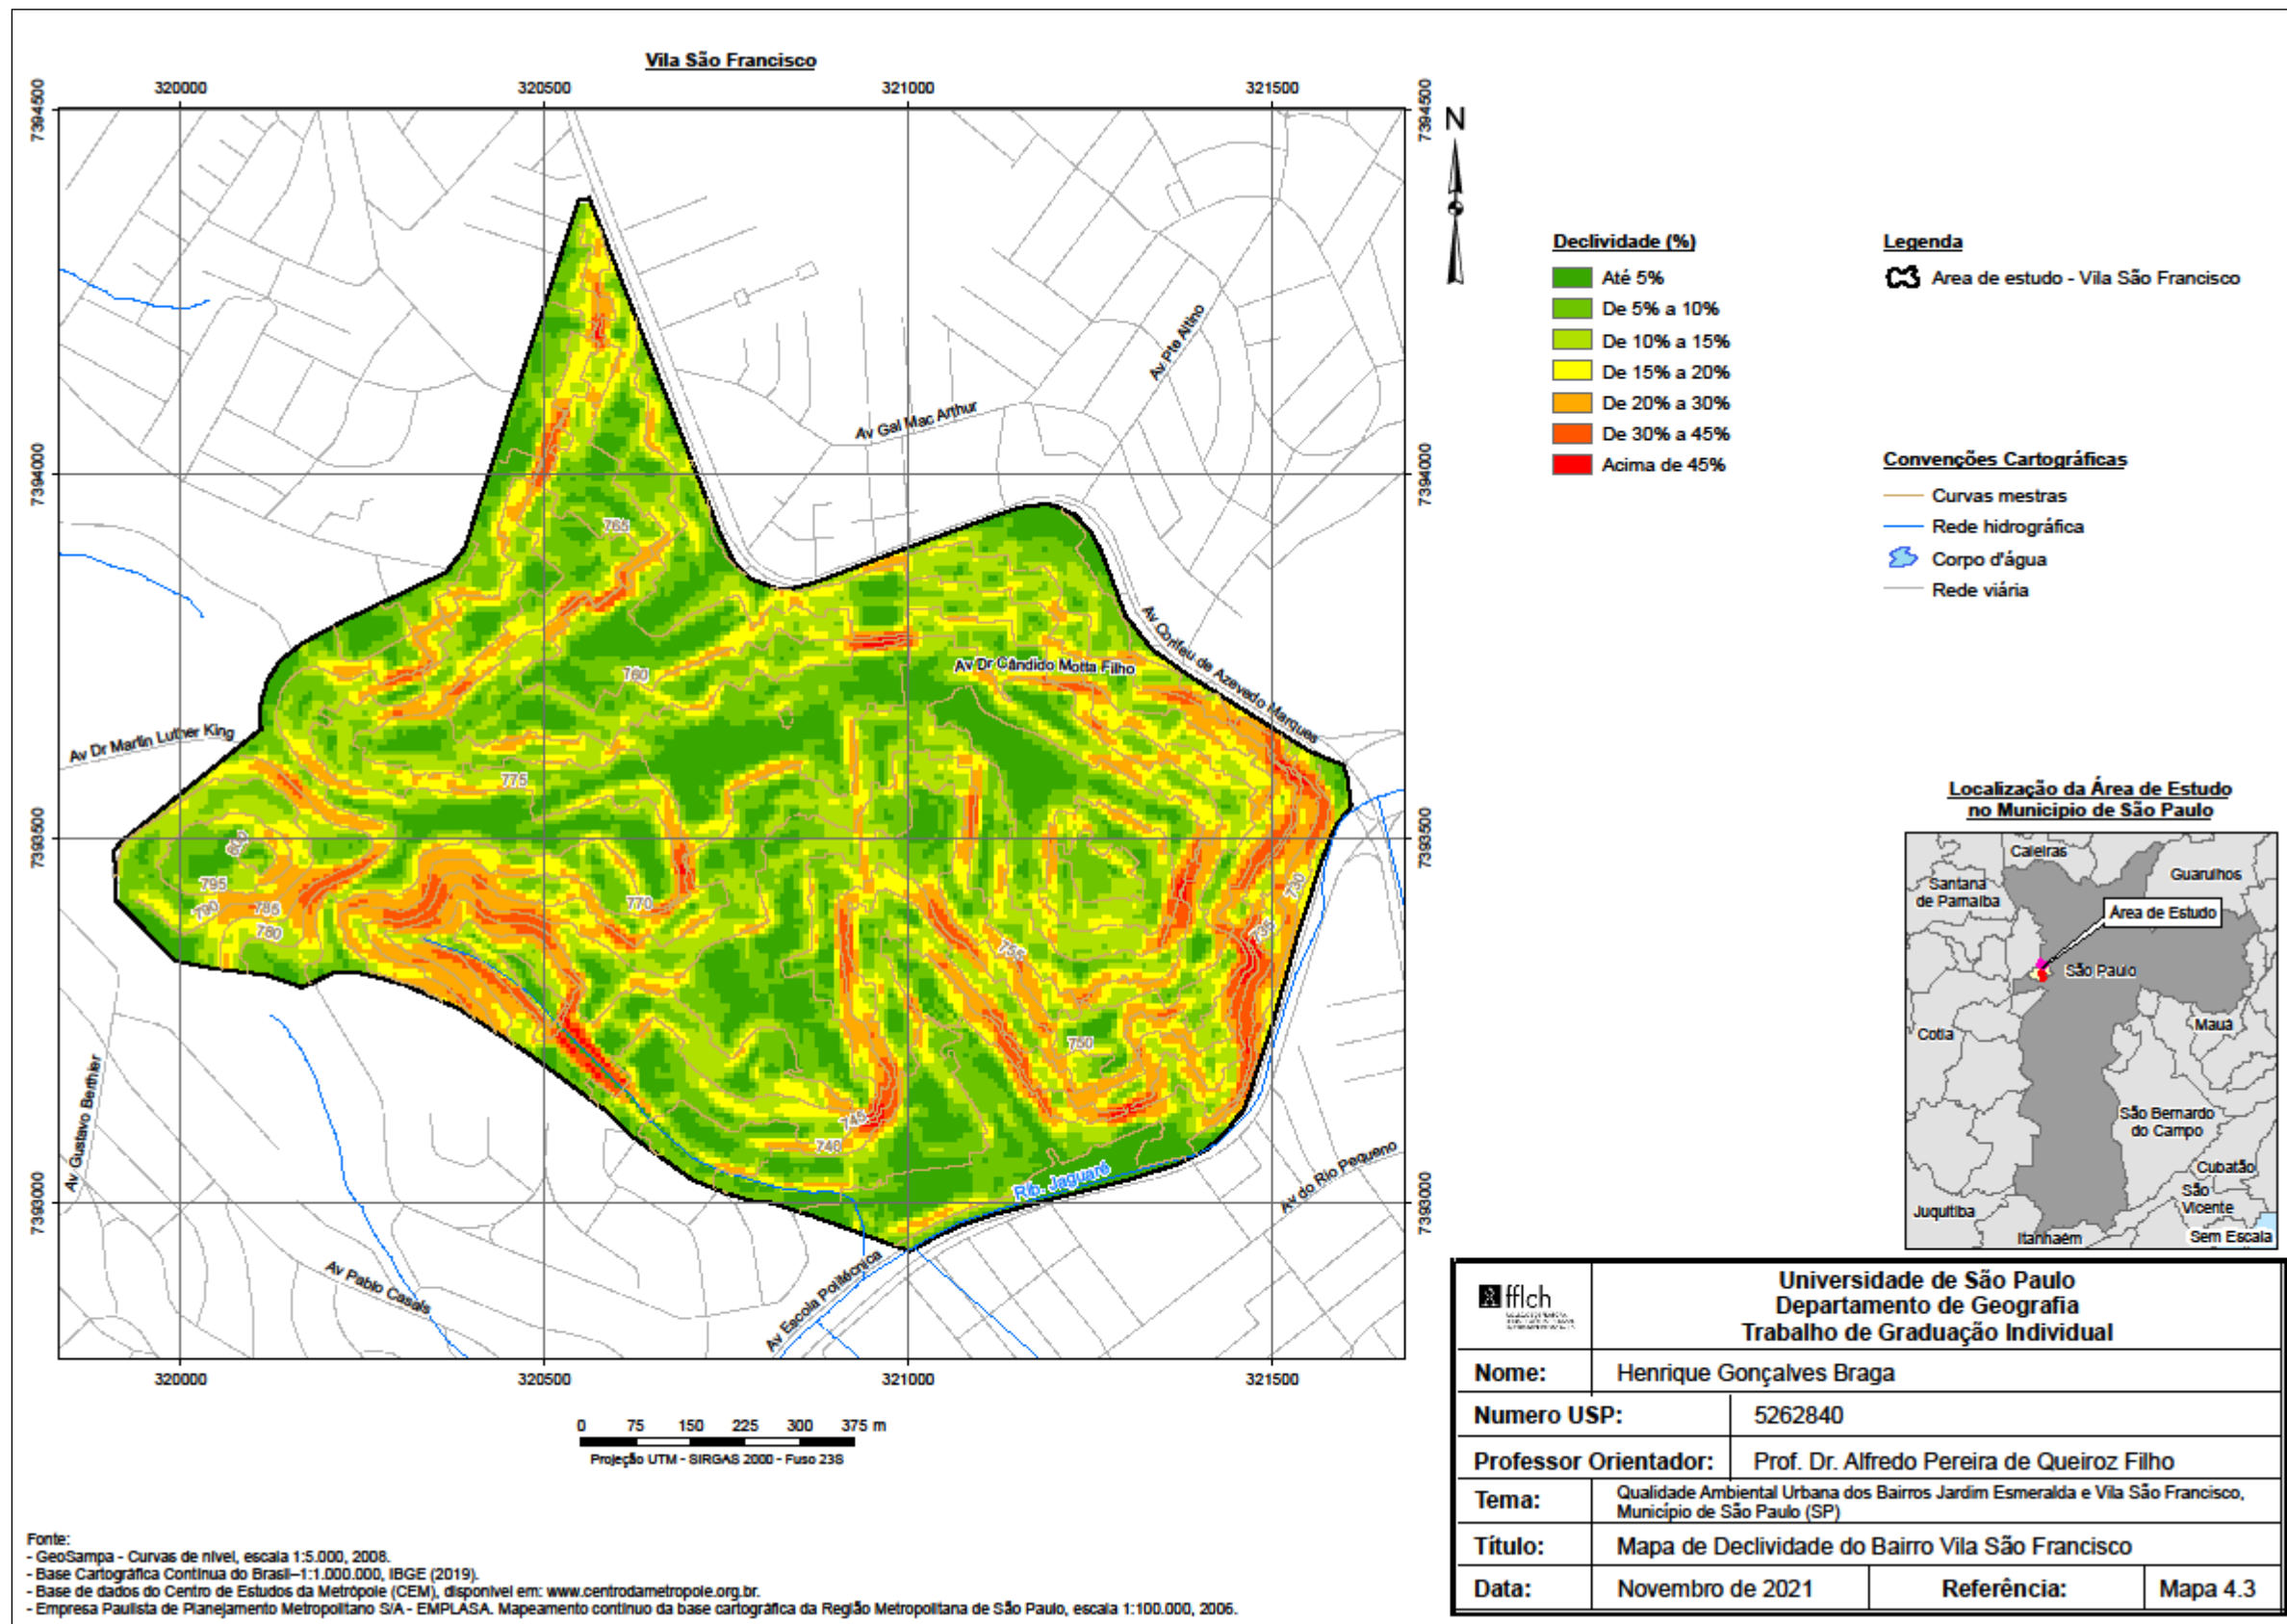 Vila São Francisco
320000 320500 321000 321500
7394500
7394500
7394000
7394000
7393500
7393500
7393000
7393000
320000 320500 321000 321500
Av Pte Altino
Av Gal Mac Arthur
Av Corifeu de Azevedo Marques
Av Dr Cândido Motta Filho
Av Dr Martin Luther King
Av Gustavo Berthier
Av Pablo Casals
Av Escola Politécnica
Av do Rio Pequeno
Rib. Jaguaré
765
760
775
800
795
790
785
780
770
755
730
735
750
745
740
N
Declividade (%)
Até 5%
De 5% a 10%
De 10% a 15%
De 15% a 20%
De 20% a 30%
De 30% a 45%
Acima de 45%
Legenda
Area de estudo - Vila São Francisco
Convenções Cartográficas
Curvas mestras
Rede hidrográfica
Corpo d'água
Rede viária
Localização da Área de Estudo
no Municipio de São Paulo
Caieiras
Guarulhos
Santana
de Parnaíba
Área de Estudo
São Paulo
Cotia
Mauá
São Bernardo
do Campo
Cubatão
São
Vicente
Juquitiba
Itanhaém
Sem Escala
0 75 150 225 300 375 m
Projeção UTM - SIRGAS 2000 - Fuso 23S
Fonte:
- GeoSampa - Curvas de nível, escala 1:5.000, 2008.
- Base Cartográfica Contínua do Brasil–1:1.000.000, IBGE (2019).
- Base de dados do Centro de Estudos da Metrópole (CEM), disponível em: www.centrodametropole.org.br.
- Empresa Paulista de Planejamento Metropolitano S/A - EMPLASA. Mapeamento contínuo da base cartográfica da Região Metropolitana de São Paulo, escala 1:100.000, 2006.
fflch
Universidade de São Paulo
Departamento de Geografia
Trabalho de Graduação Individual
Nome: Henrique Gonçalves Braga
Numero USP: 5262840
Professor Orientador: Prof. Dr. Alfredo Pereira de Queiroz Filho
Tema: Qualidade Ambiental Urbana dos Bairros Jardim Esmeralda e Vila São Francisco,
Município de São Paulo (SP)
Título: Mapa de Declividade do Bairro Vila São Francisco
Data: Novembro de 2021 Referência: Mapa 4.3